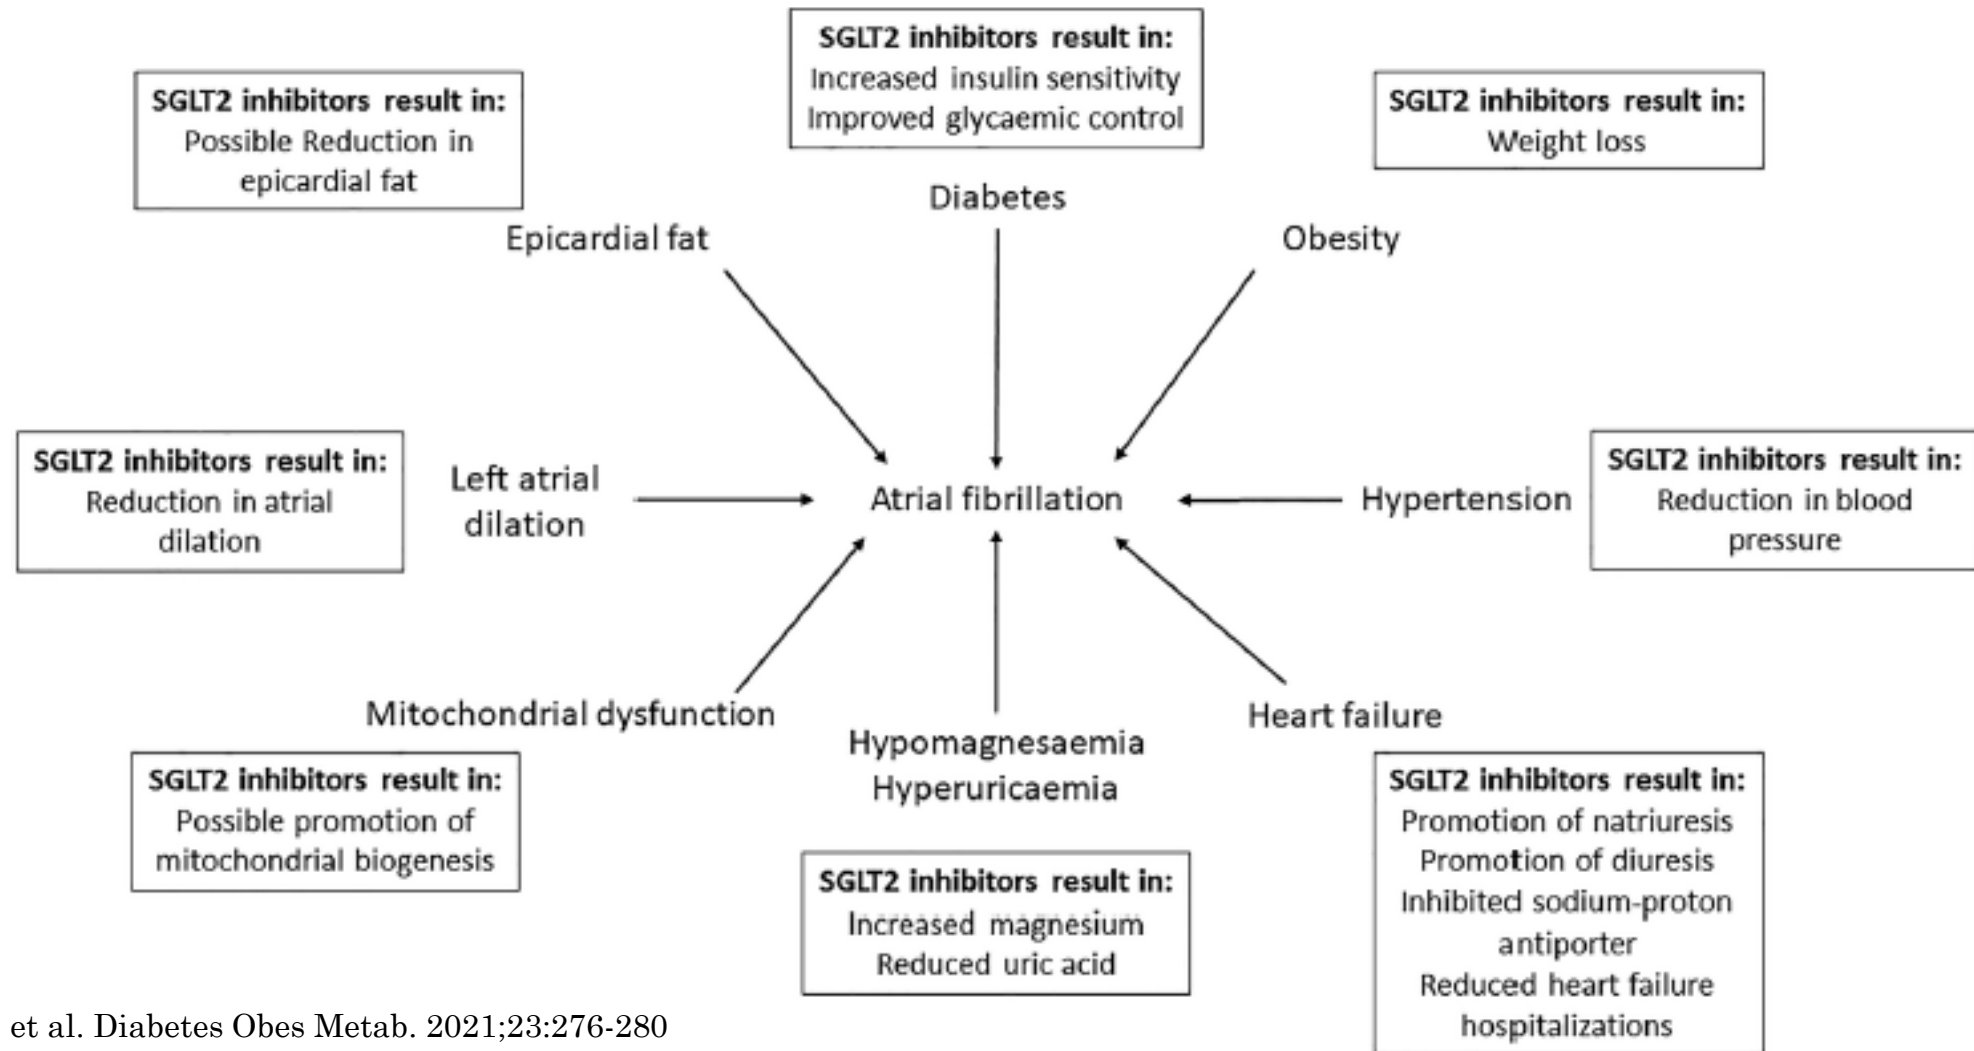 SGLT2 inhibitors result in:
Increased insulin sensitivity
Improved glycaemic control
Diabetes
SGLT2 inhibitors result in:
Possible Reduction in
epicardial fat
Epicardial fat
SGLT2 inhibitors result in:
Weight loss
Obesity
SGLT2 inhibitors result in:
Reduction in atrial
dilation
Left atrial
dilation
Atrial fibrillation
Hypertension
SGLT2 inhibitors result in:
Reduction in blood
pressure
Mitochondrial dysfunction
SGLT2 inhibitors result in:
Possible promotion of
mitochondrial biogenesis
Hypomagnesaemia
Hyperuricaemia
SGLT2 inhibitors result in:
Increased magnesium
Reduced uric acid
Heart failure
SGLT2 inhibitors result in:
Promotion of natriuresis
Promotion of diuresis
Inhibited sodium-proton
antiporter
Reduced heart failure
hospitalizations
et al. Diabetes Obes Metab. 2021;23:276-280